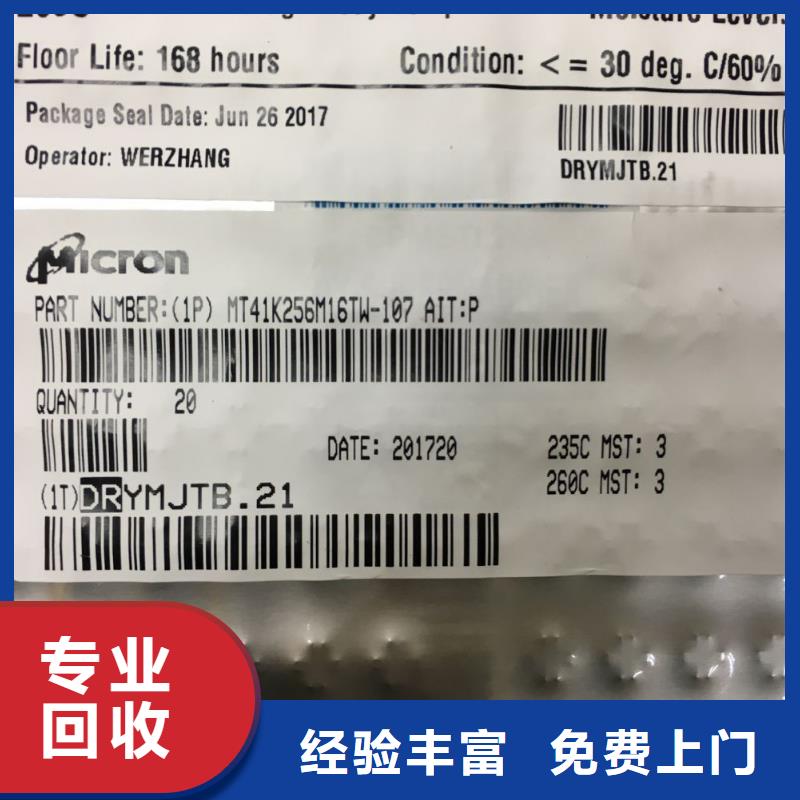 Floor Life: 168 hours
Condition: <= 30 deg. C/60%
Package Seal Date: Jun 26 2017
Operator: WERZHANG
DRYMJTB.21
Micron
PART NUMBER:(1P) MT41K256M16TW-107 AIT:P
QUANTITY: 20
DATE: 201720
235C MST: 3
260C MST: 3
(1T)DRYMJTB.21
专业
回收
经验丰富 免费上门